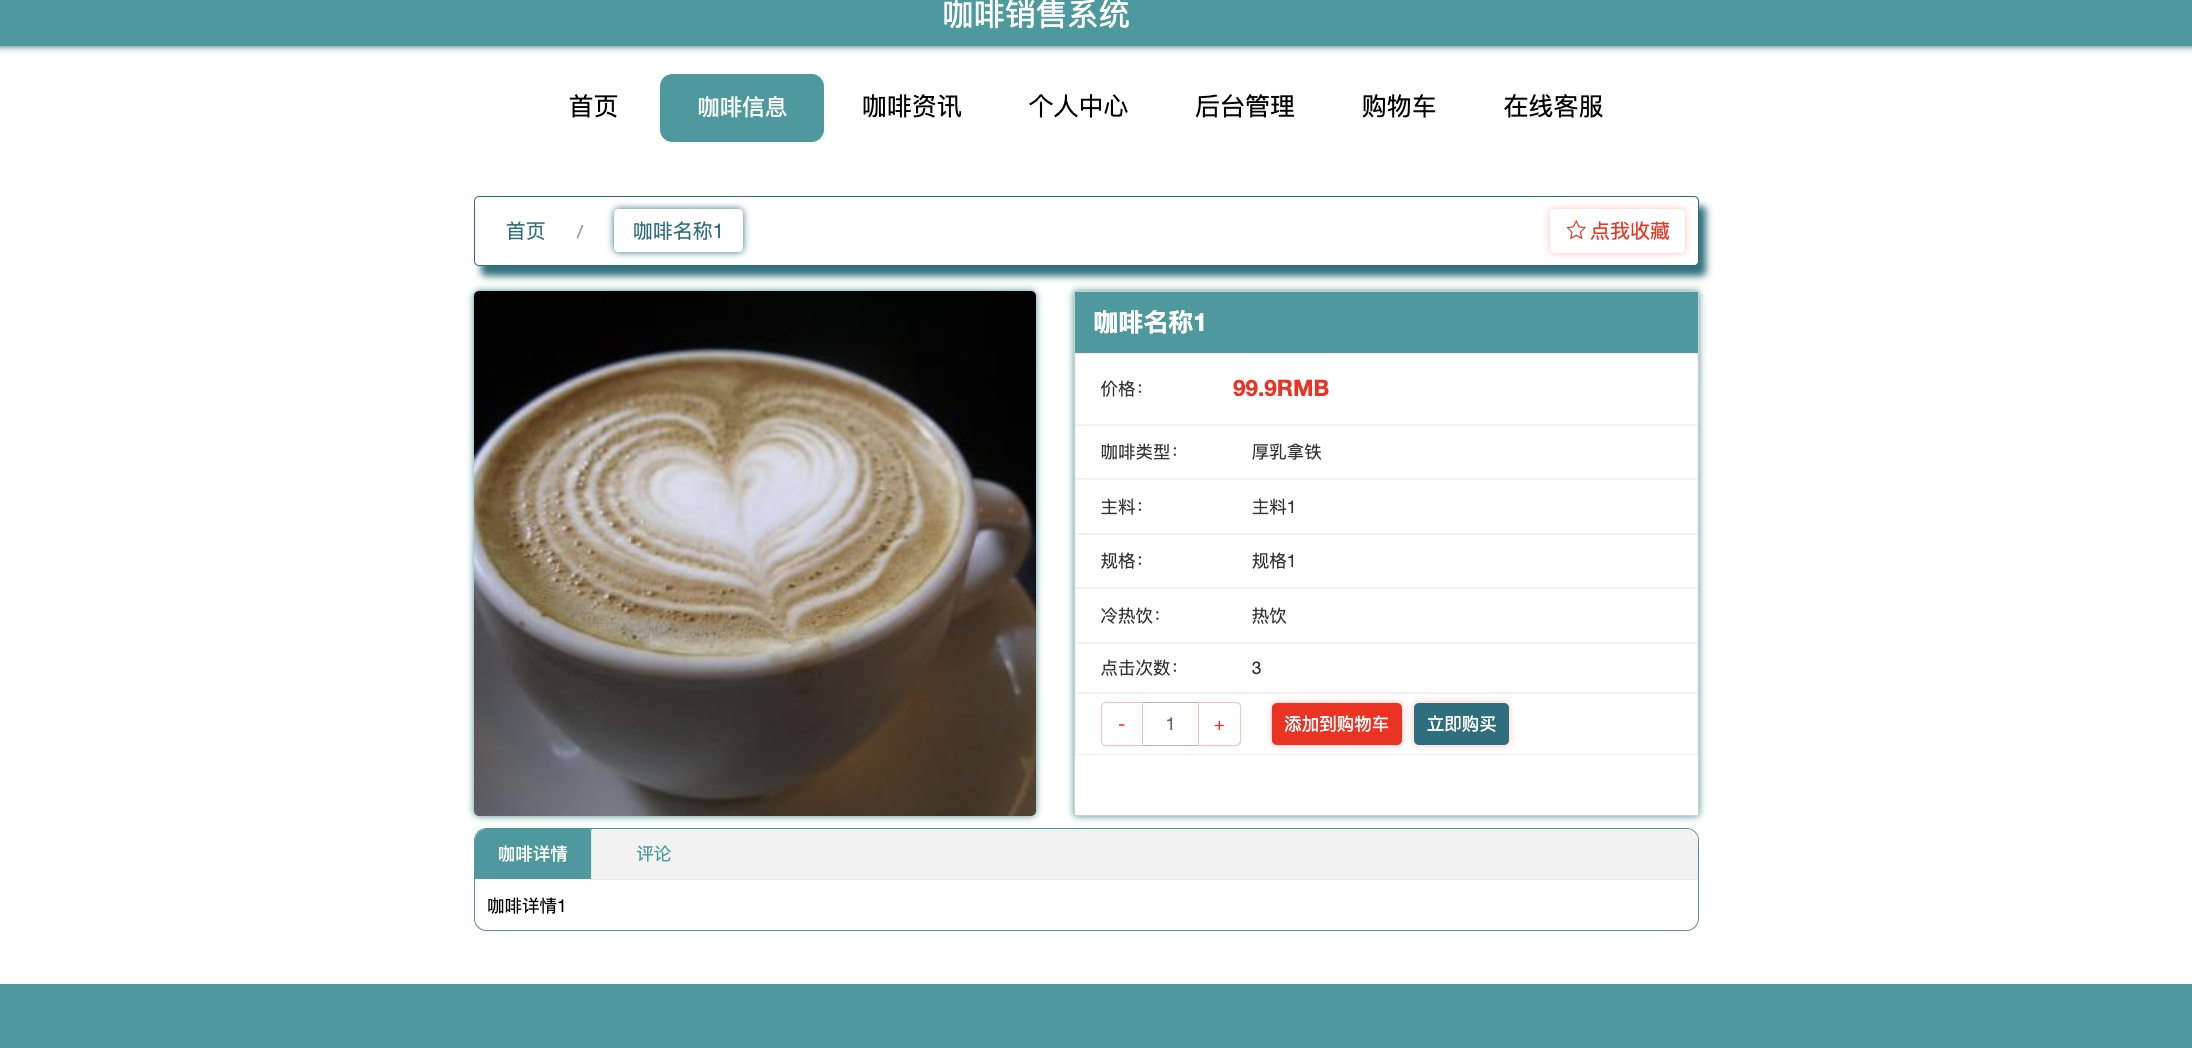 咖啡销售系统
首页 咖啡信息 咖啡资讯 个人中心 后台管理 购物车 在线客服
首页 / 咖啡名称1 点我收藏
咖啡名称1
价格： 99.9RMB
咖啡类型： 厚乳拿铁
主料： 主料1
规格： 规格1
冷热饮： 热饮
点击次数： 3
- 1 + 添加到购物车 立即购买
咖啡详情 评论
咖啡详情1